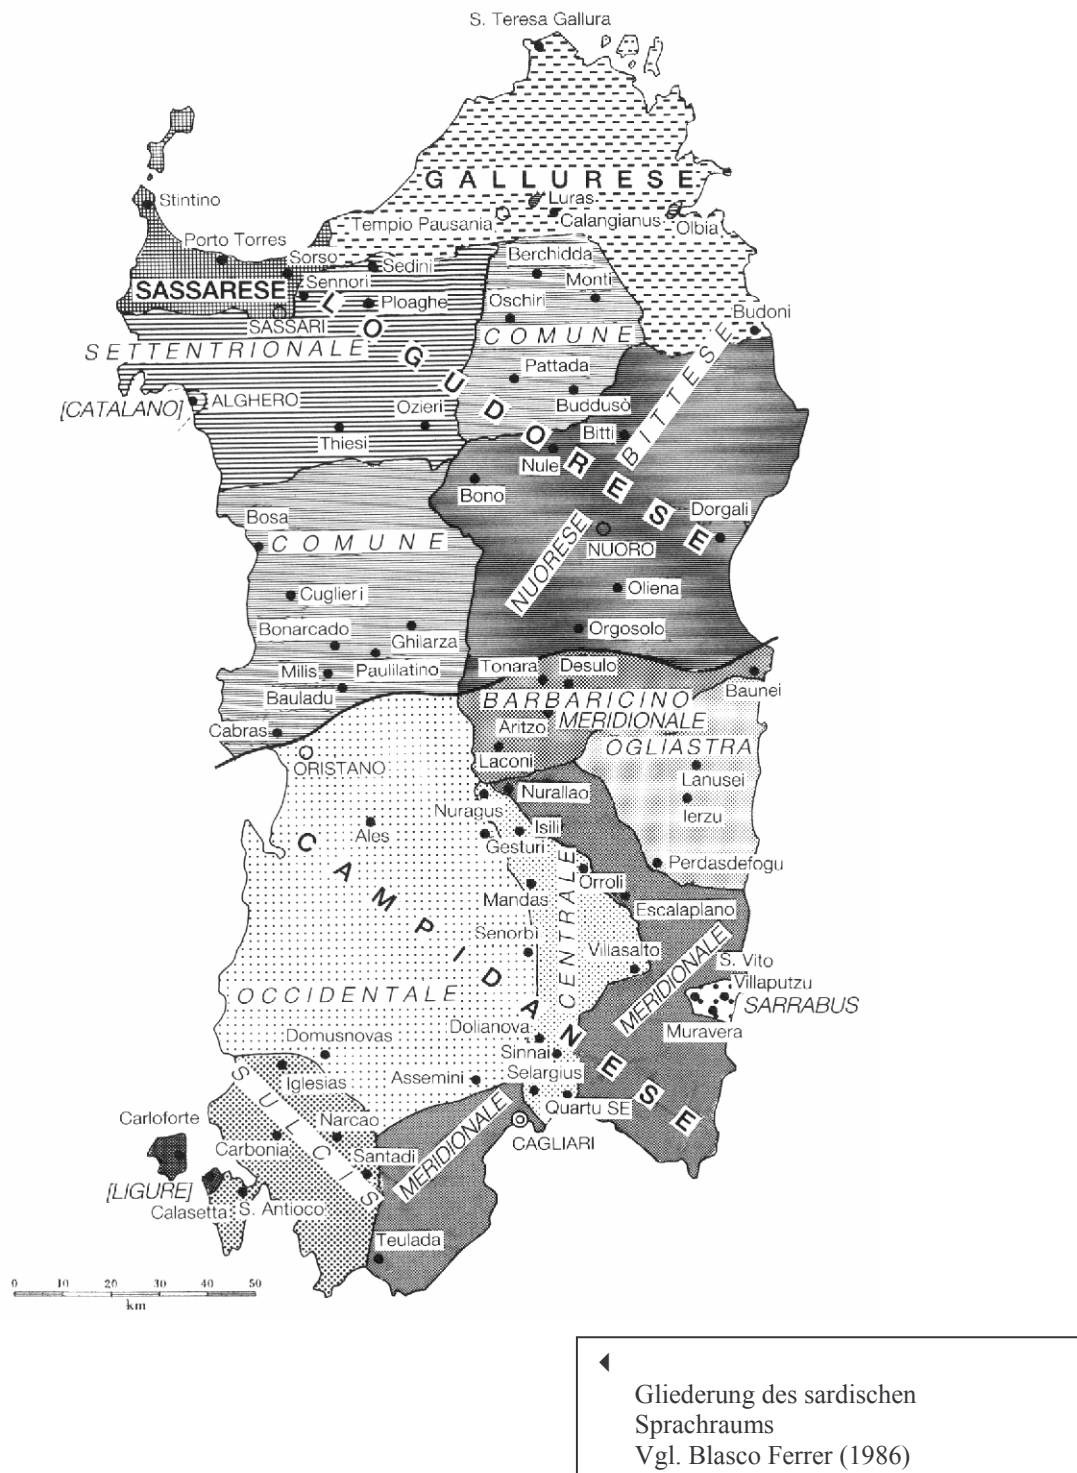 S. Teresa Gallura
GALLURESE
Stintino
Luras
Tempio Pausania
Calangianus
Olbia
Porto Torres
Sorso
Sedini
Berchidda
Monti
SASSARESE
Sennori
Ploaghe
Oschiri
Budoni
SASSARI
LOGUDORESE
SETTENTRIONALE
COMUNE
Pattada
BITTESE
[CATALANO]
ALGHERO
Ozieri
Buddusò
Thiesi
Bitti
Nule
Bono
Dorgali
Bosa
COMUNE
NUORO
NUORESE
Cuglieri
Oliena
Bonarcado
Ghilarza
Orgosolo
Milis
Paulilatino
Tonara
Desulo
Bauladu
Baunei
BARBARICINO
MERIDIONALE
Cabras
Aritzo
OGLIASTRA
ORISTANO
Laconi
Lanusei
Nurallao
Nuragus
Ierzu
Ales
Isili
Gesturi
CAMPIDANESE
Perdasdefogu
Orroli
Mandas
Escalaplano
CENTRALE
Senorbì
Villasalto
MERIDIONALE
S. Vito
Villaputzu
OCCIDENTALE
SARRABUS
Dolianova
Muravera
Domusnovas
Sinnai
Selargius
Iglesias
Assemini
Quartu SE
SULCIS
Carloforte
Narcao
CAGLIARI
Carbonia
Santadi
MERIDIONALE
[LIGURE]
Calasetta
S. Antioco
Teulada
0 10 20 30 40 50
km
Gliederung des sardischen
Sprachraums
Vgl. Blasco Ferrer (1986)